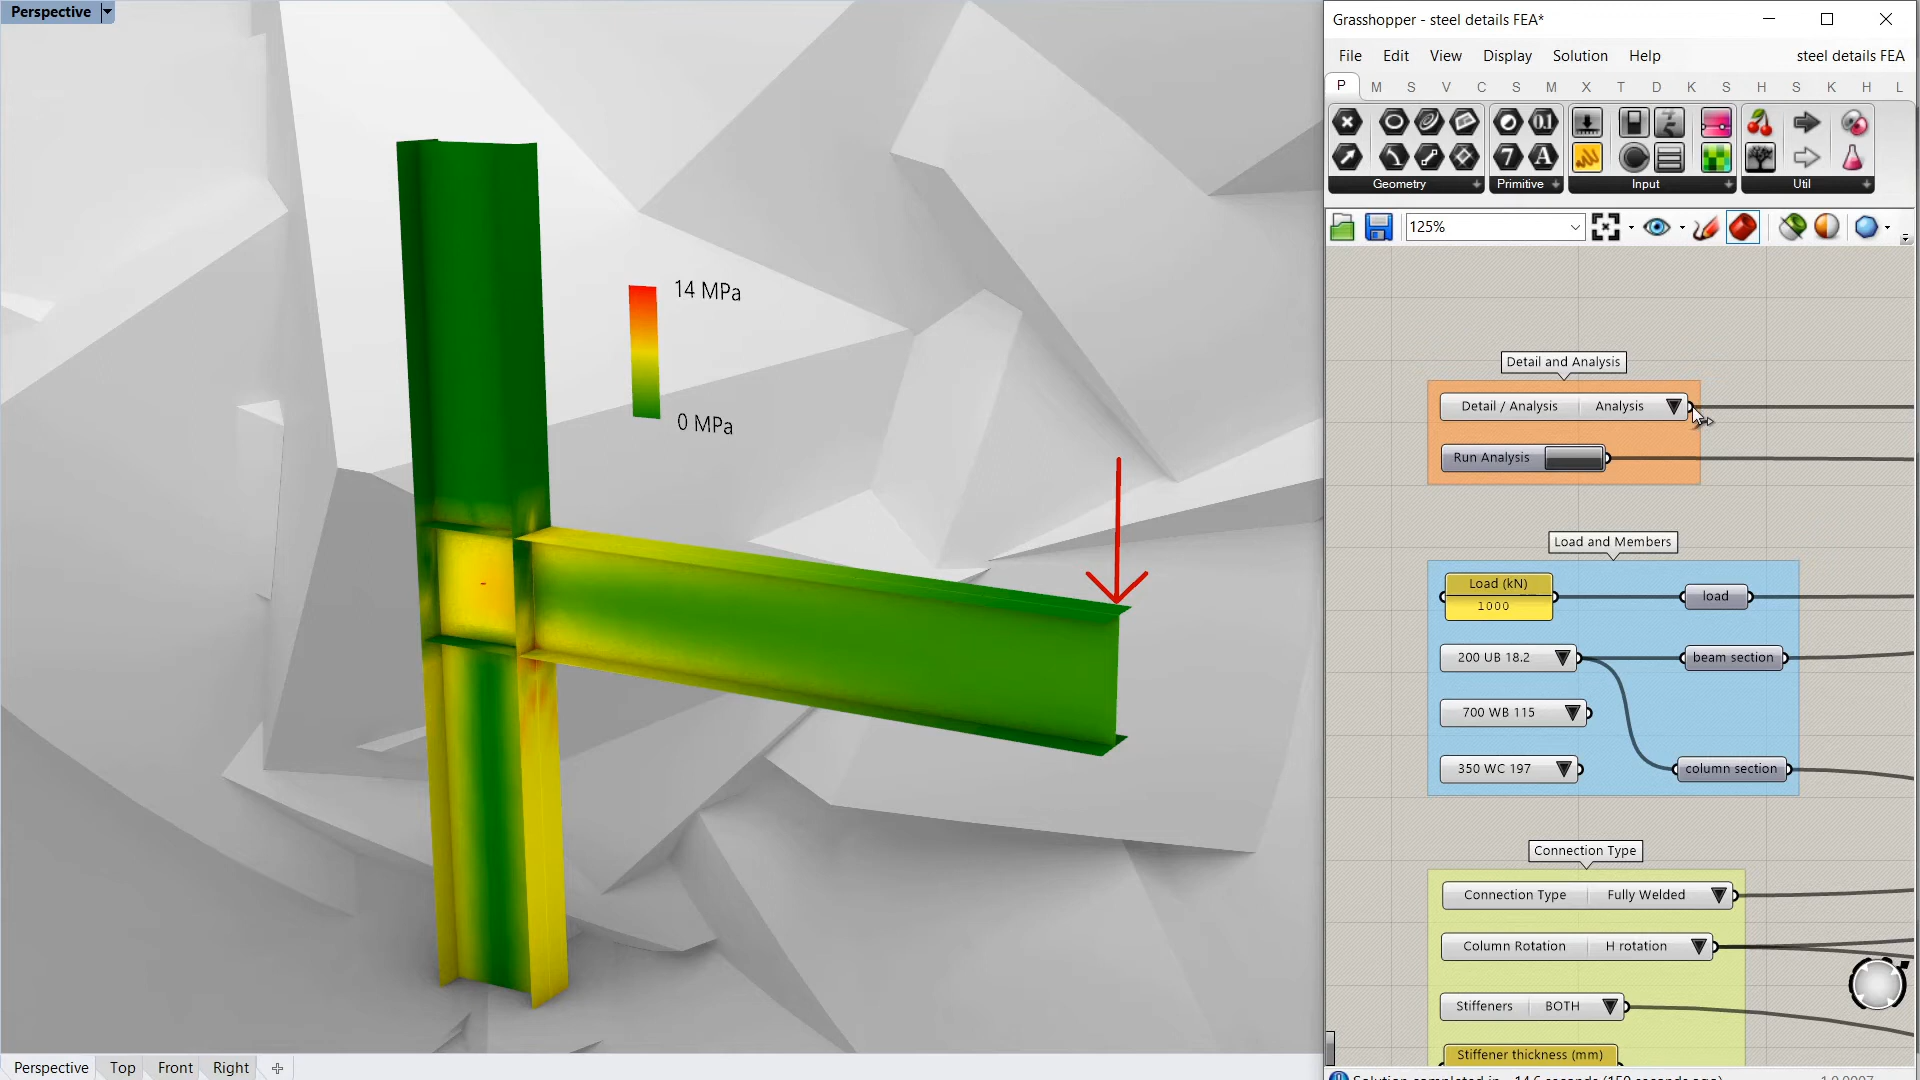 Perspective
14 MPa
0 MPa
Perspective Top Front Right
Grasshopper - steel details FEA*
File Edit View Display Solution Help steel details FEA
P M S V C S M X T D K S H S K H L
Geometry Primitive Input Util
125%
Detail and Analysis
Detail / Analysis Analysis
Run Analysis
Load and Members
Load (kN)
1000
load
200 UB 18.2
beam section
700 WB 115
350 WC 197
column section
Connection Type
Connection Type Fully Welded
Column Rotation H rotation
Stiffeners BOTH
Stiffener thickness (mm)